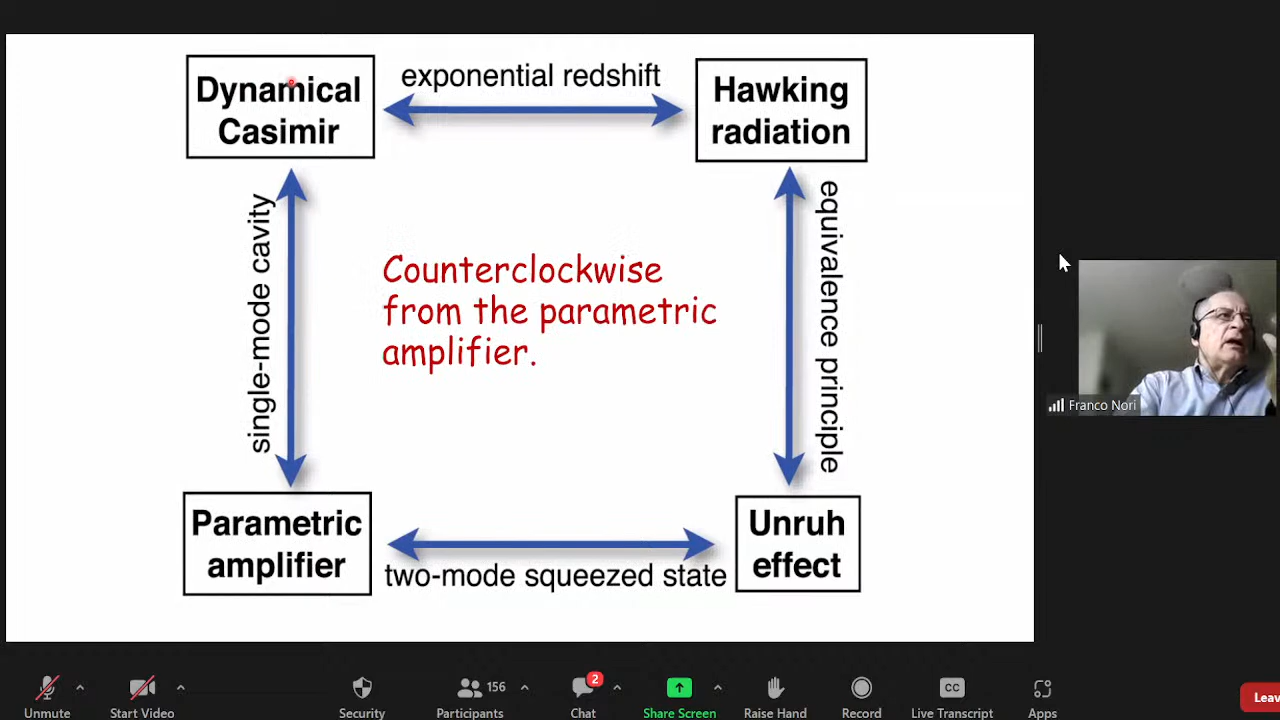 Dynamical
Casimir
exponential redshift
Hawking
radiation
single-mode cavity
Counterclockwise
from the parametric
amplifier.
equivalence principle
Franco Nori
Parametric
amplifier
two-mode squeezed state
Unruh
effect
Unmute
Start Video
Security
156
Participants
2
Chat
Share Screen
Raise Hand
Record
CC
Live Transcript
Apps
Leav